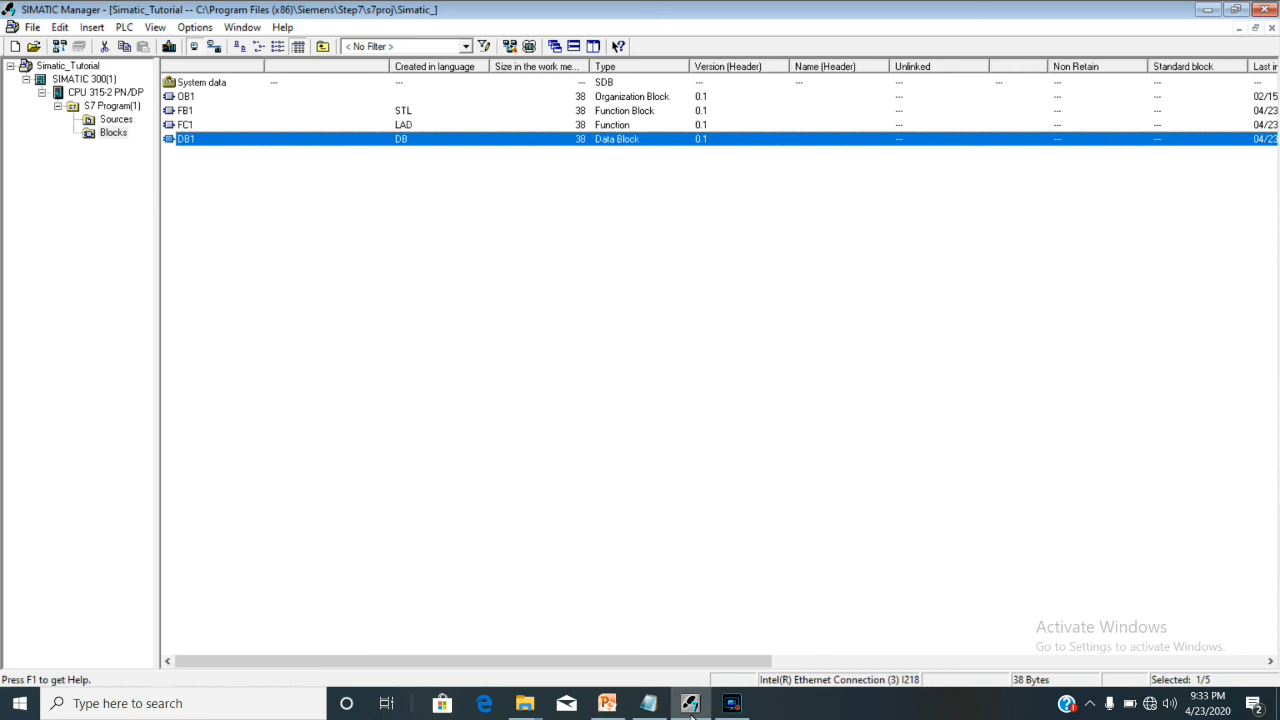 SIMATIC Manager - [Simatic_Tutorial -- C:\Program Files (x86)\Siemens\Step7\s7proj\Simatic_]
File Edit Insert PLC View Options Window Help
< No Filter >
Simatic_Tutorial
SIMATIC 300(1)
CPU 315-2 PN/DP
S7 Program(1)
Sources
Blocks
Created in language Size in the work me... Type Version (Header) Name (Header) Unlinked Non Retain Standard block Last in
System data --- --- --- SDB --- --- --- --- --- --- ---
OB1 38 Organization Block 0.1 --- --- --- 02/15
FB1 STL 38 Function Block 0.1 --- --- --- 04/23
FC1 LAD 38 Function 0.1 --- --- --- 04/23
DB1 DB 38 Data Block 0.1 --- --- --- 04/23
Activate Windows
Go to Settings to activate Windows.
Press F1 to get Help. Intel(R) Ethernet Connection (3) I218 38 Bytes Selected: 1/5
Type here to search
9:33 PM
4/23/2020
2